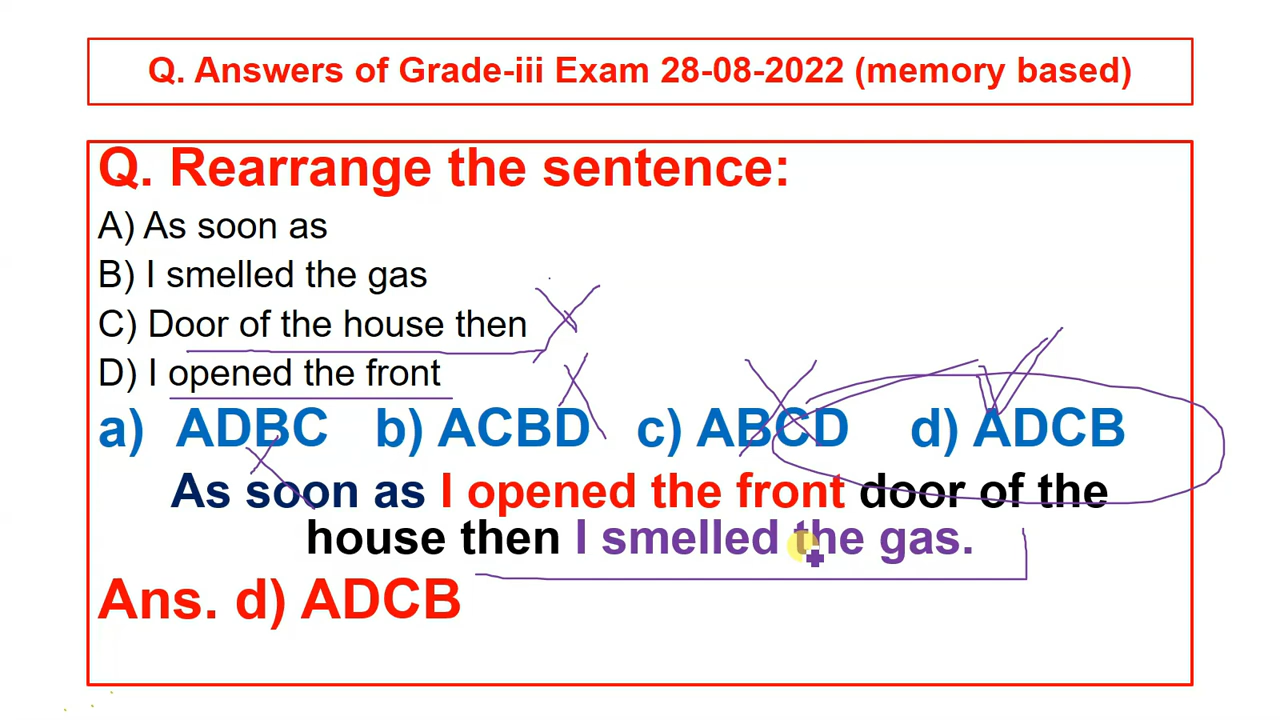 Q. Answers of Grade-iii Exam 28-08-2022 (memory based)
Q. Rearrange the sentence:
A) As soon as
B) I smelled the gas
C) Door of the house then
D) I opened the front
a) ADBC b) ACBD c) ABCD d) ADCB
As soon as I opened the front door of the
house then I smelled the gas.
Ans. d) ADCB